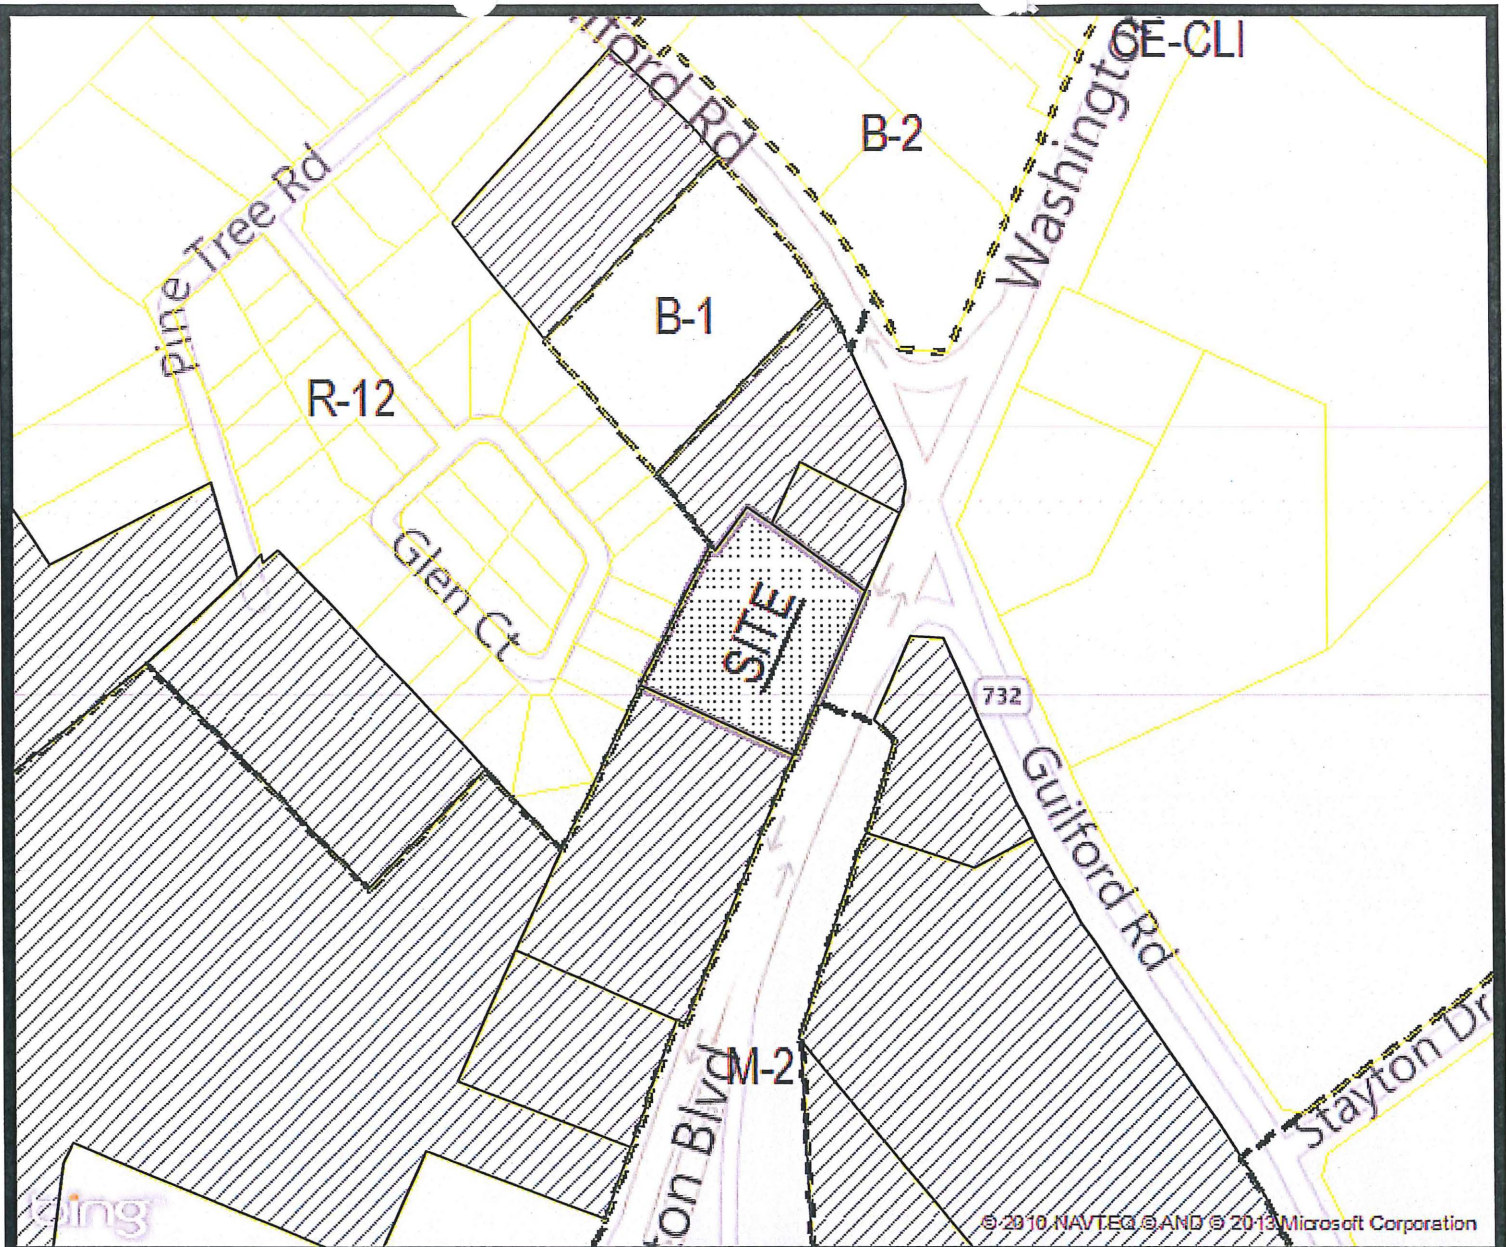 CE-CLI
ilford Rd
B-2
Washingto
Pine Tree Rd
B-1
R-12
Glen Ct
SITE
732
Guilford Rd
M-2
ton Blvd
Stayton Dr
bing
© 2010 NAVTEQ © AND © 2013 Microsoft Corporation